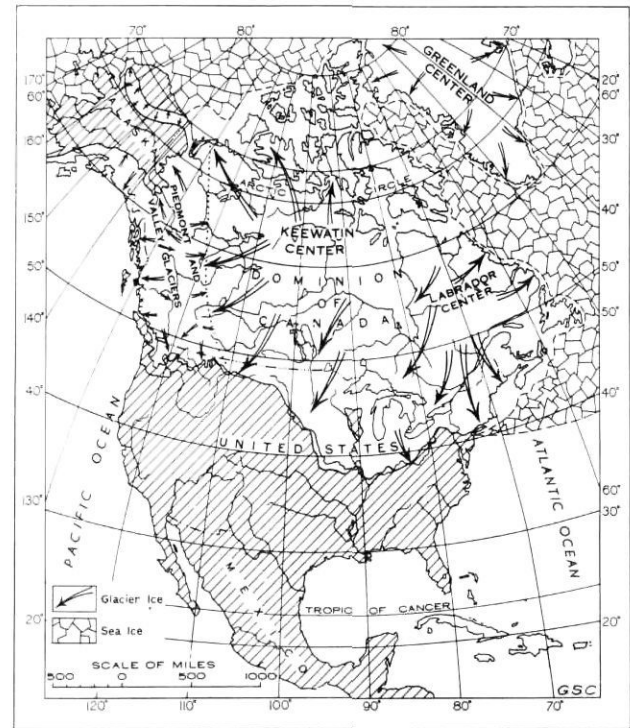 70° 80° 90° 80° 70°
170° 20°
60° 60°
GREENLAND
CENTER
ALASKA
160° 30°
ARCTIC CIRCLE
150° 40°
KEEWATIN
CENTER
PIEDMONT AND
VALLEY GLACIERS
50° 50°
DOMINION
OF
CANADA
LABRADOR
CENTER
140°
40° 40°
UNITED STATES
PACIFIC OCEAN
ATLANTIC OCEAN
130° 60°
30°
MEXICO
Glacier Ice
TROPIC OF CANCER
20° 20°
Sea Ice
SCALE OF MILES
500 0 500 1000
GSC
120° 110° 100° 90° 80° 70°